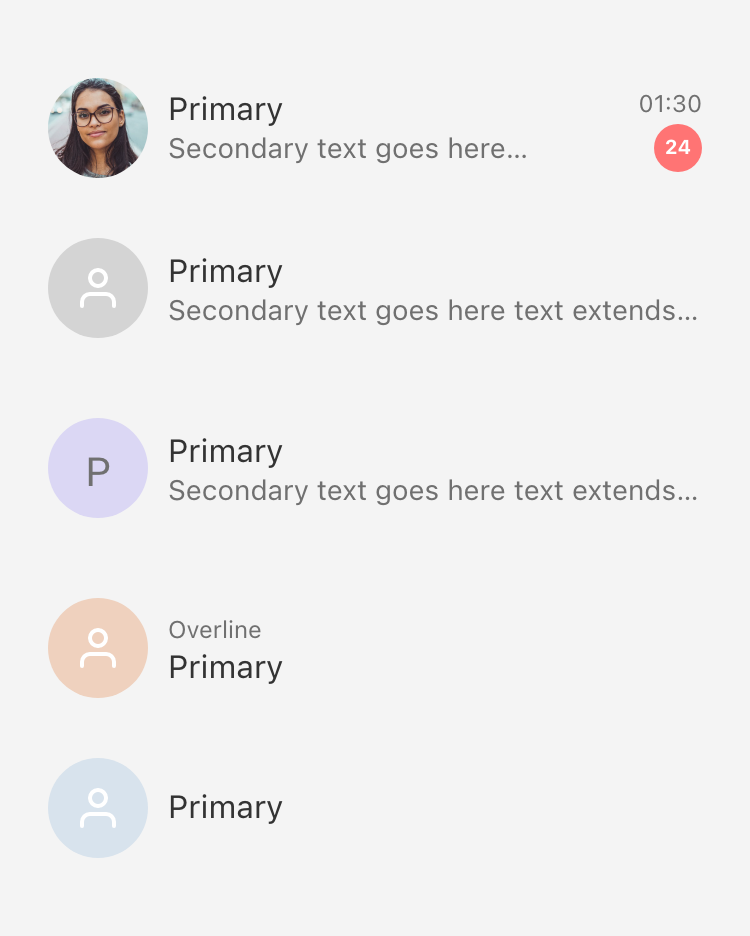 Primary
01:30
Secondary text goes here...
24
Primary
Secondary text goes here text extends...
P
Primary
Secondary text goes here text extends...
Overline
Primary
Primary